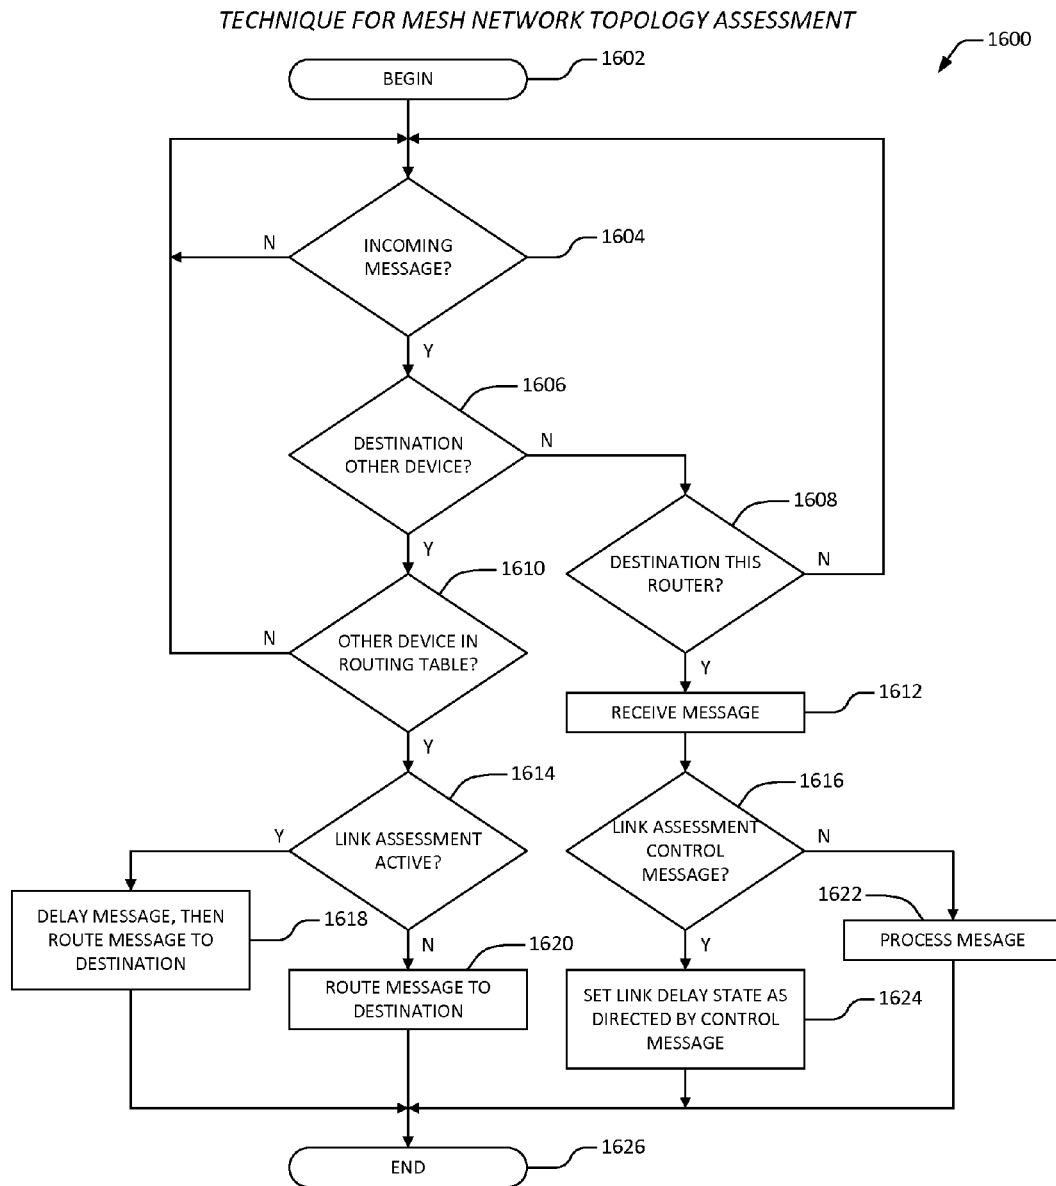 TECHNIQUE FOR MESH NETWORK TOPOLOGY ASSESSMENT
1600
1602
BEGIN
N
INCOMING
MESSAGE?
1604
Y
1606
DESTINATION
OTHER DEVICE?
N
1608
Y
DESTINATION THIS
ROUTER?
N
1610
N
OTHER DEVICE IN
ROUTING TABLE?
Y
1612
RECEIVE MESSAGE
Y
1614
1616
Y
LINK ASSESSMENT
ACTIVE?
LINK ASSESSMENT
CONTROL
MESSAGE?
N
1618
DELAY MESSAGE, THEN
ROUTE MESSAGE TO
DESTINATION
N
1620
ROUTE MESSAGE TO
DESTINATION
Y
1622
PROCESS MESAGE
SET LINK DELAY STATE AS
DIRECTED BY CONTROL
MESSAGE
1624
1626
END